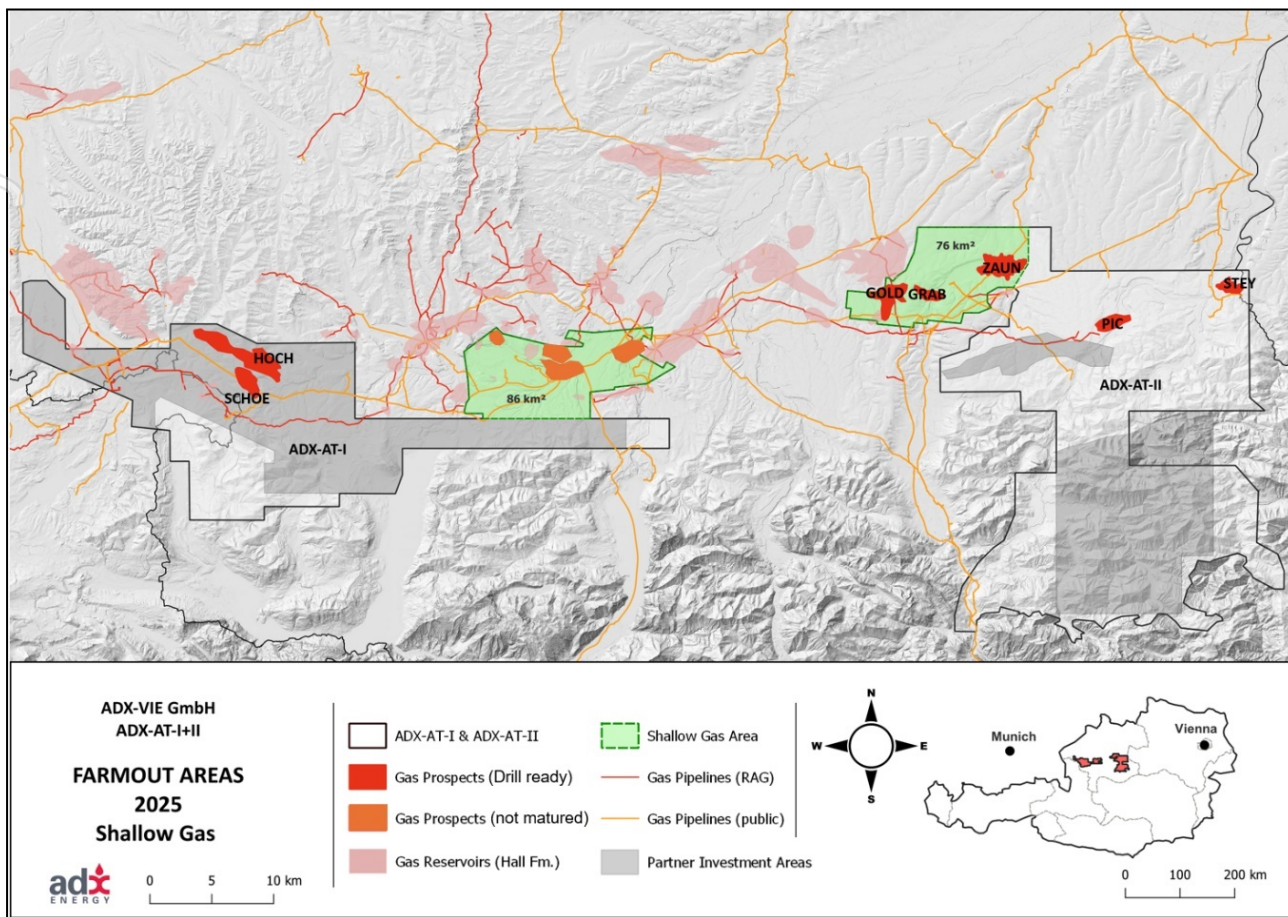 76 km²
ZAUN
GOLD GRAB
STEY
PIC
HOCH
SCHOE
86 km²
ADX-AT-I
ADX-AT-II
ADX-VIE GmbH
ADX-AT-I+II
FARMOUT AREAS
2025
Shallow Gas
adx
ENERGY
0 5 10 km
ADX-AT-I & ADX-AT-II
Gas Prospects (Drill ready)
Gas Prospects (not matured)
Gas Reservoirs (Hall Fm.)
Shallow Gas Area
Gas Pipelines (RAG)
Gas Pipelines (public)
Partner Investment Areas
N
W E
S
Munich
Vienna
0 100 200 km